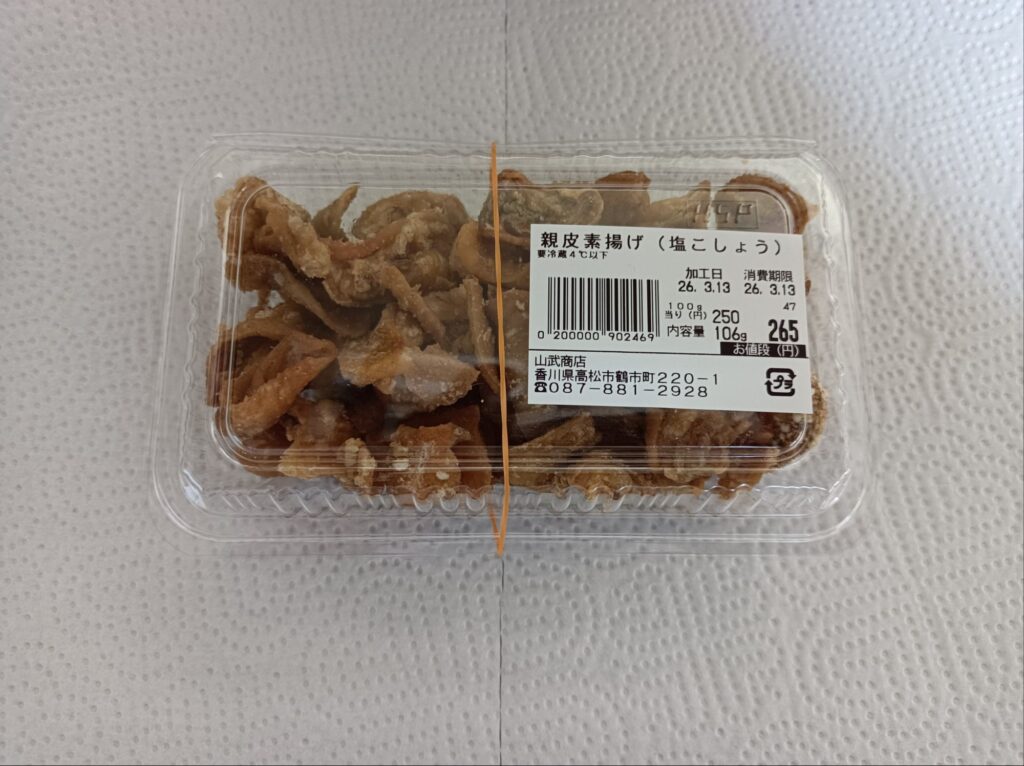 親皮素揚げ（塩こしょう）
要冷蔵4℃以下
加工日 消費期限
26. 3.13 26. 3.13
47
100g
当り（円） 250
内容量 106g 265
お値段（円）
0 200000 902469
山武商店
香川県高松市鶴市町220-1
☎087-881-2928
プラ